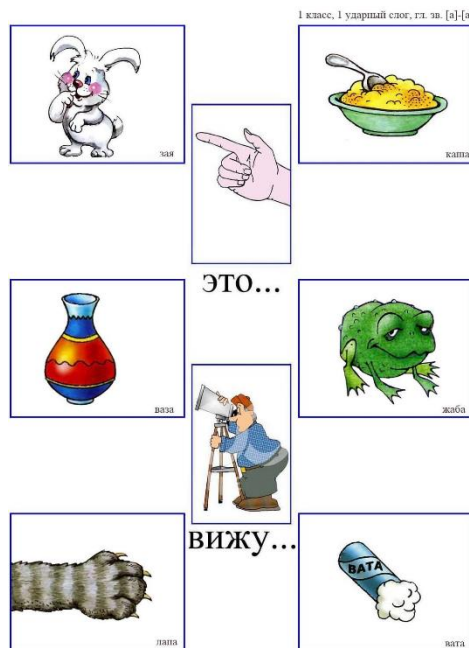 1 класс, 1 ударный слог, гл. зв. [а]-[а
зая
каша
это...
ваза
жаба
вижу...
ВАТА
лапа
вата